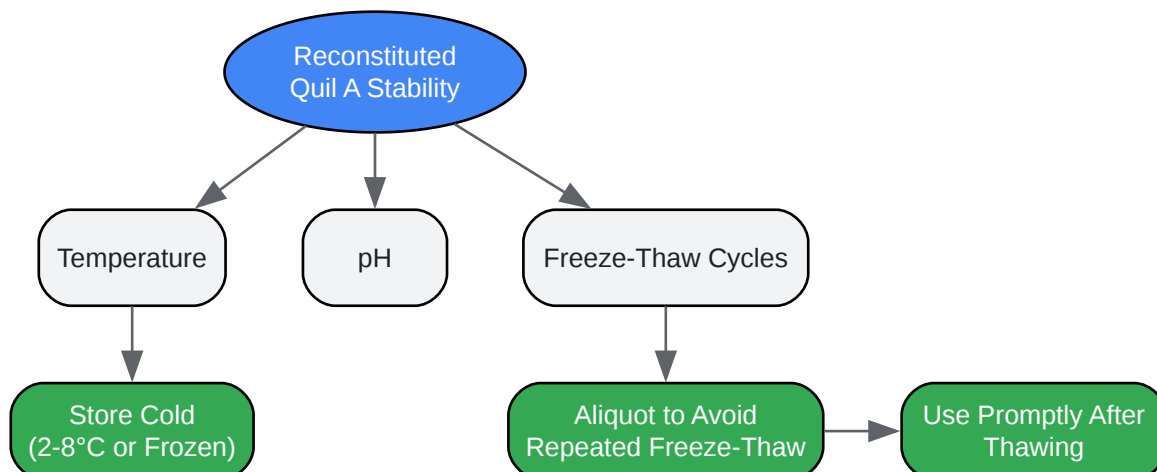 Reconstituted
Quil A Stability
Temperature
pH
Freeze-Thaw Cycles
Store Cold
(2-8°C or Frozen)
Aliquot to Avoid
Repeated Freeze-Thaw
Use Promptly After
Thawing